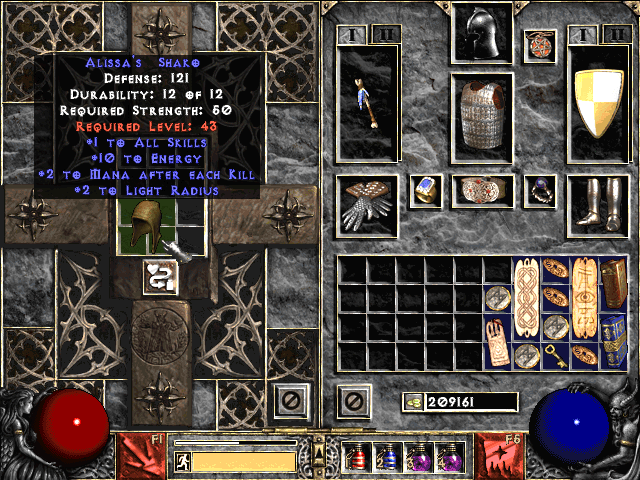 Alissa's Shako
Defense: 121
Durability: 12 of 12
Required Strength: 50
Required Level: 43
+1 to All Skills
+10 to Energy
+2 to Mana after each Kill
+2 to Light Radius
I II
I II
209161
F1
F6